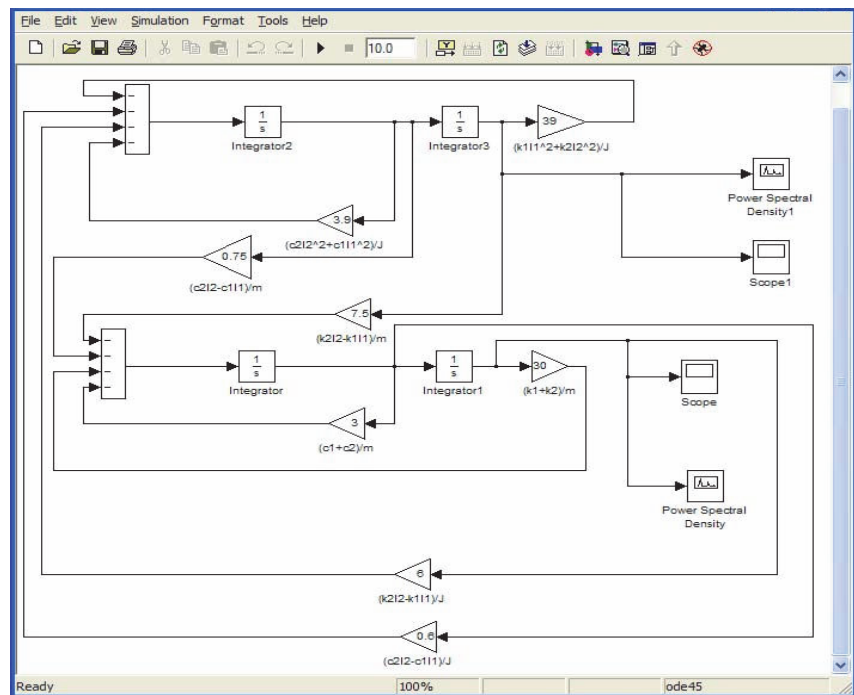 File Edit View Simulation Format Tools Help
10.0
1
s
Integrator2
1
s
Integrator3
39
(k1l1^2+k2l2^2)/J
Power Spectral
Density1
3.9
(c2l2^2+c1l1^2)/J
0.75
(c2l2-c1l1)/m
Scope1
7.5
(k2l2-k1l1)/m
1
s
Integrator
1
s
Integrator1
30
(k1+k2)/m
Scope
3
(c1+c2)/m
Power Spectral
Density
6
(k2l2-k1l1)/J
0.6
(c2l2-c1l1)/J
Ready 100% ode45